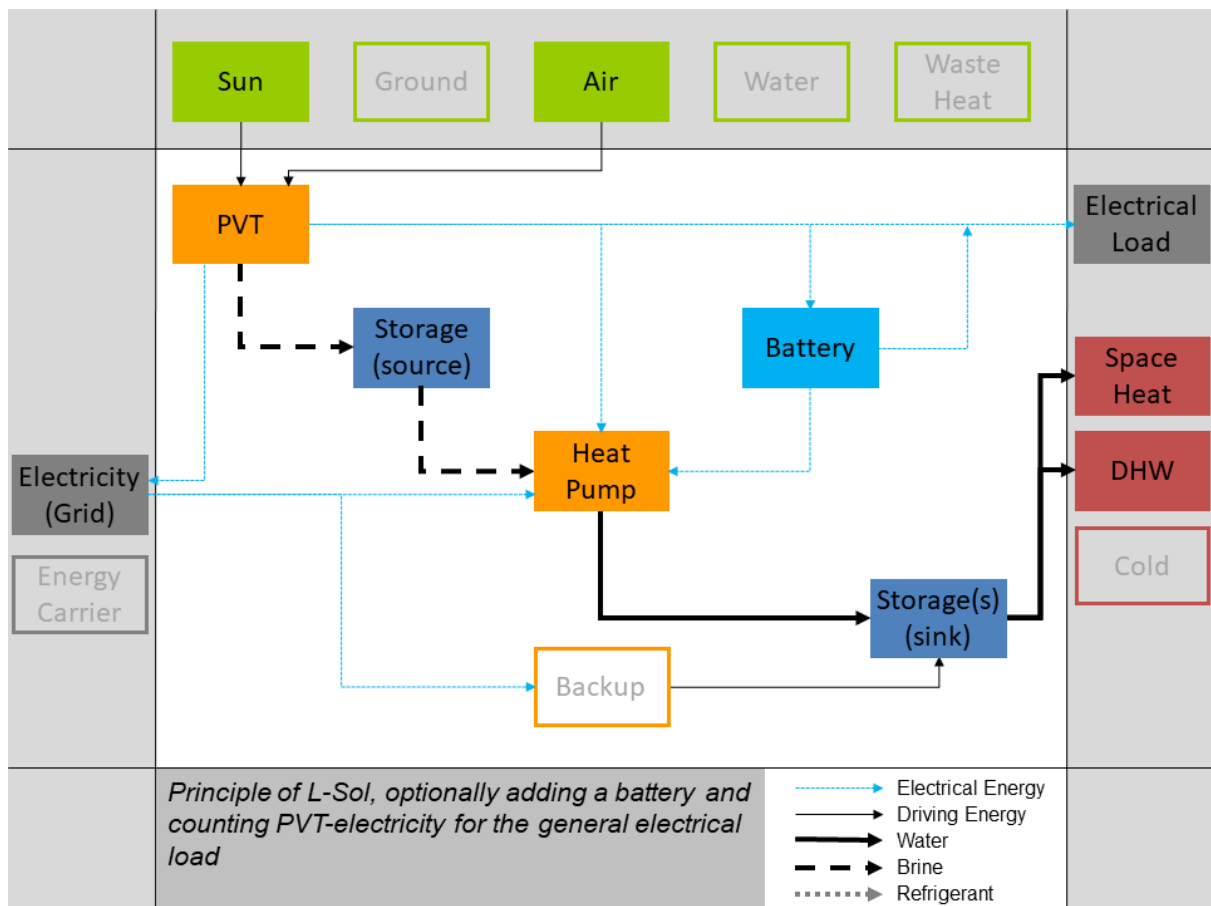 Sun
Ground
Air
Water
Waste
Heat
PVT
Electrical
Load
Storage
(source)
Battery
Space
Heat
Heat
Pump
DHW
Electricity
(Grid)
Energy
Carrier
Cold
Storage(s)
(sink)
Backup
Principle of L-Sol, optionally adding a battery and
counting PVT-electricity for the general electrical
load
Electrical Energy
Driving Energy
Water
Brine
Refrigerant